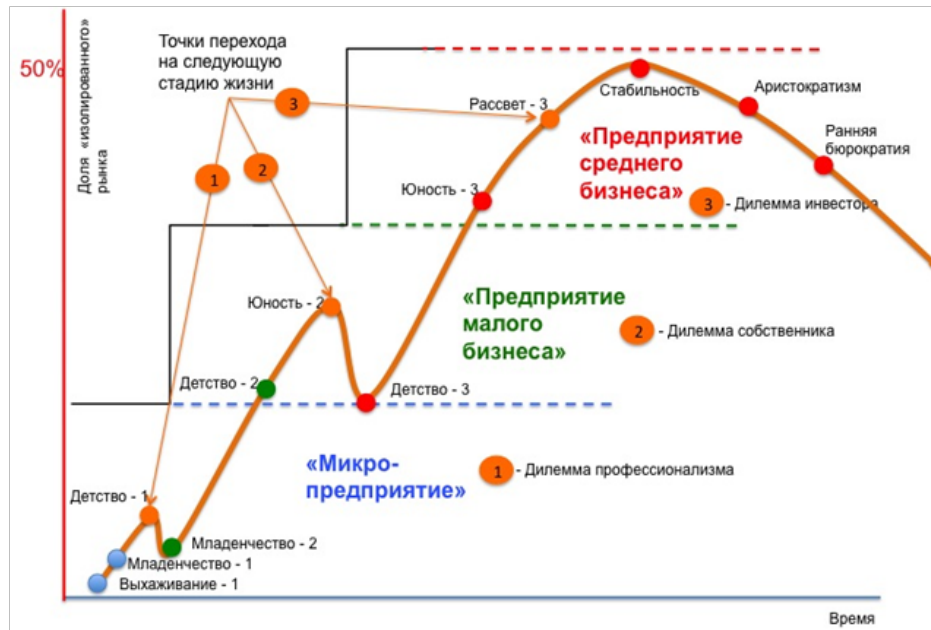 50%
Доля «изолированного»
рынка
Точки перехода
на следующую
стадию жизни
3
1
2
Рассвет - 3
Стабильность
Аристократизм
Ранняя
бюрократия
«Предприятие
среднего
бизнеса»
Юность - 3
3 - Дилемма инвестора
Юность - 2
«Предприятие
малого
бизнеса»
2 - Дилемма собственника
Детство - 2
Детство - 3
«Микро-
предприятие»
1 - Дилемма профессионализма
Детство - 1
Младенчество - 2
Младенчество - 1
Выхаживание - 1
Время